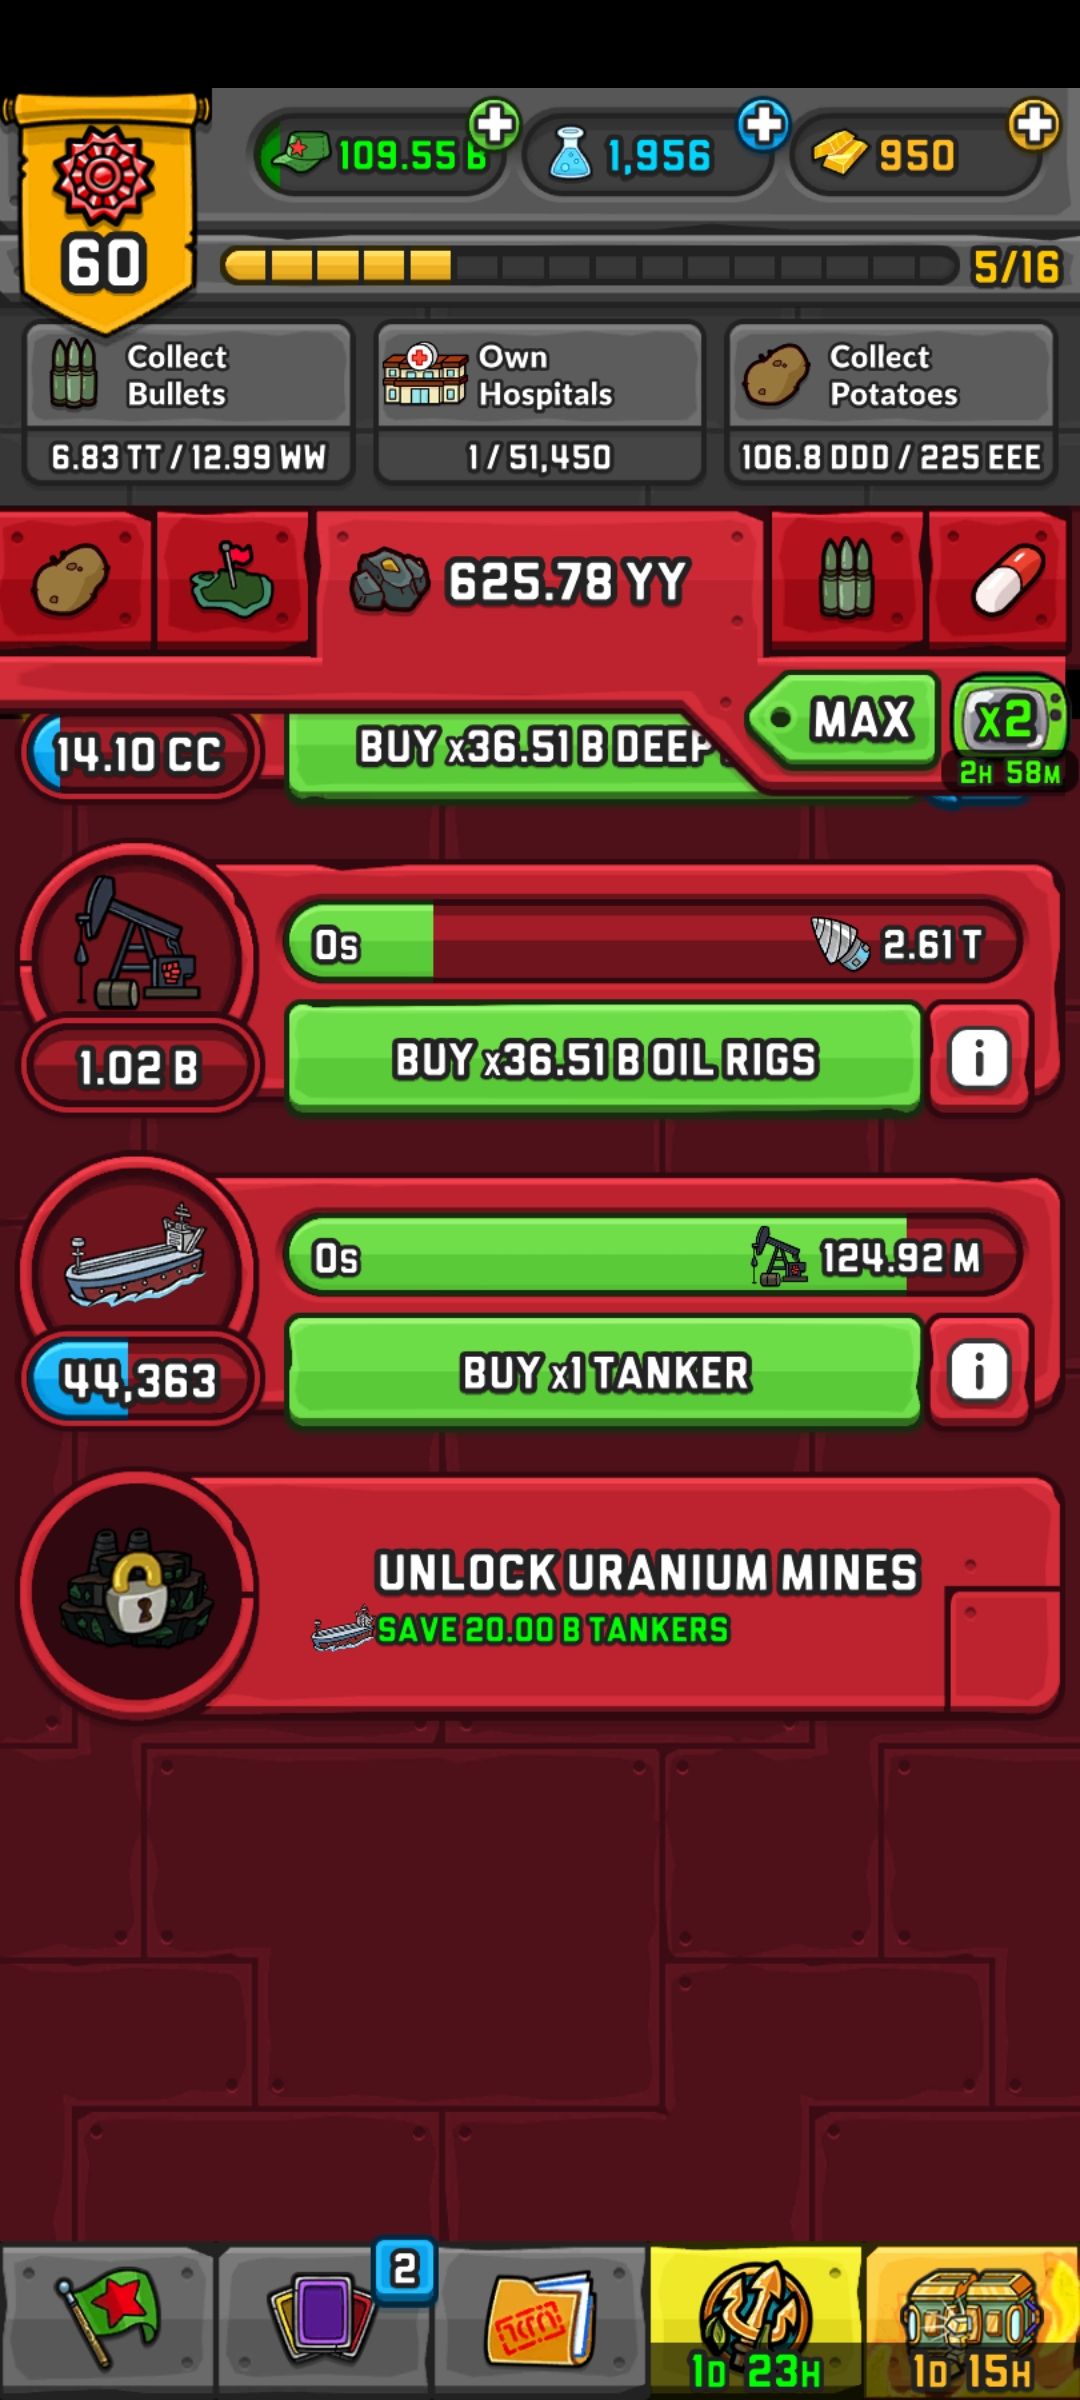 109.55 B
1,956
950
60
5/16
Collect
Bullets
6.83 TT / 12.99 WW
Own
Hospitals
1 / 51,450
Collect
Potatoes
106.8 DDD / 225 EEE
625.78 YY
MAX
x2
2H 58M
14.10 CC
BUY x36.51 B DEEP
0s
2.61 T
1.02 B
BUY x36.51 B OIL RIGS
i
0s
124.92 M
44,363
BUY x1 TANKER
i
UNLOCK URANIUM MINES
SAVE 20.00 B TANKERS
2
1D 23H
1D 15H